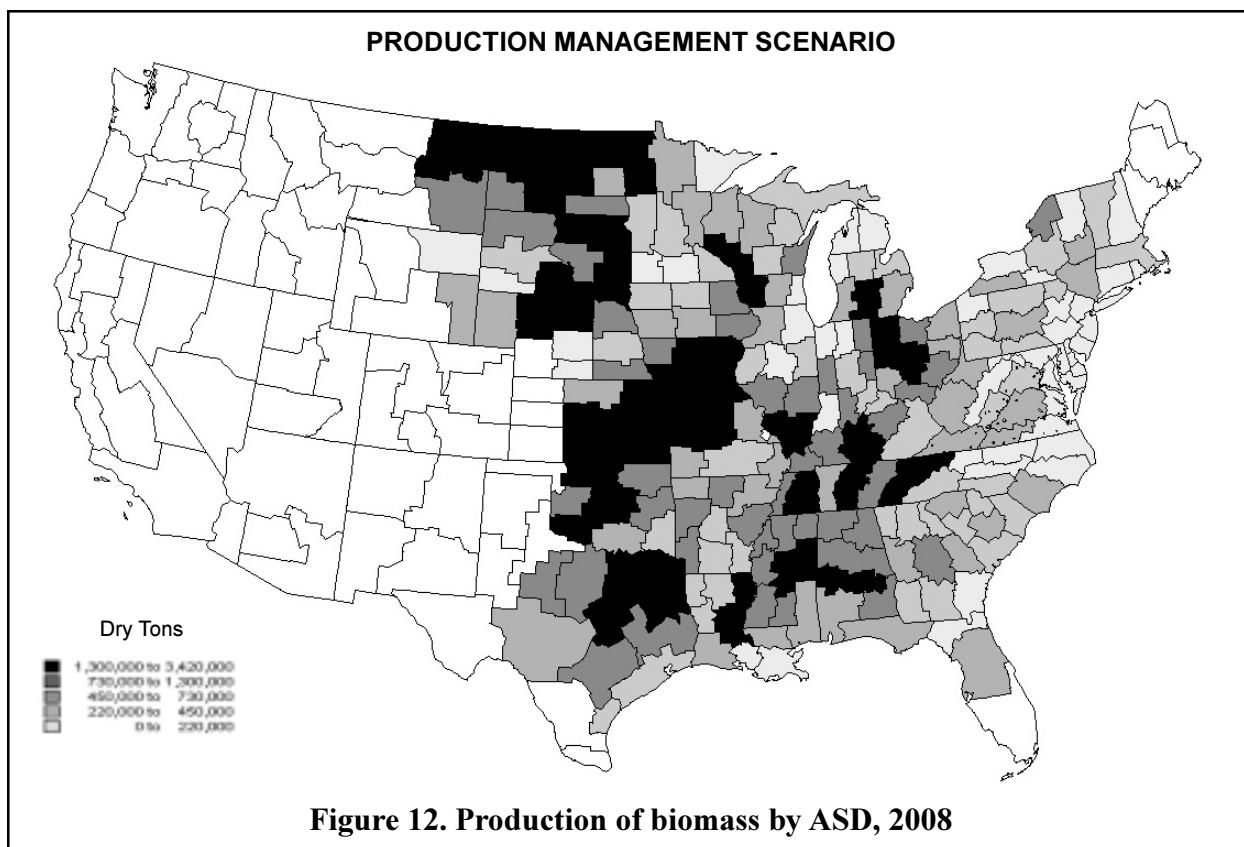 PRODUCTION MANAGEMENT SCENARIO
Dry Tons
1,300,000 to 3,420,000
730,000 to 1,300,000
450,000 to 730,000
220,000 to 450,000
0 to 220,000
Figure 12. Production of biomass by ASD, 2008